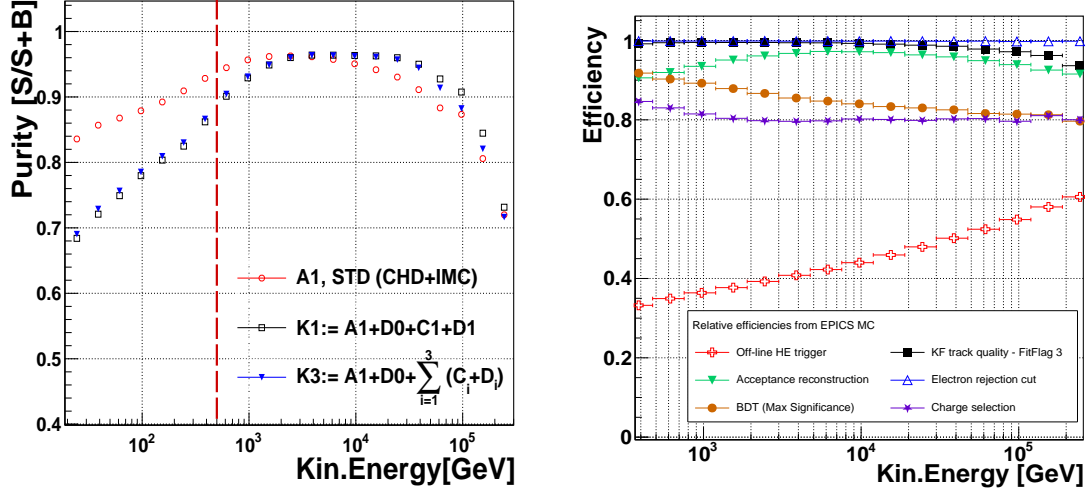 Purity [S/S+B]
1
0.9
0.8
0.7
0.6
0.5
0.4
A1, STD (CHD+IMC)
K1:= A1+D0+C1+D1
K3:= A1+D0+∑³ᵢ₌₁ (Cᵢ+Dᵢ)
10² 10³ 10⁴ 10⁵
Kin.Energy[GeV]
Efficiency
1
0.8
0.6
0.4
0.2
0
Relative efficiencies from EPICS MC
Off-line HE trigger
KF track quality - FitFlag 3
Acceptance reconstruction
Electron rejection cut
BDT (Max Significance)
Charge selection
10³ 10⁴ 10⁵
Kin.Energy [GeV]